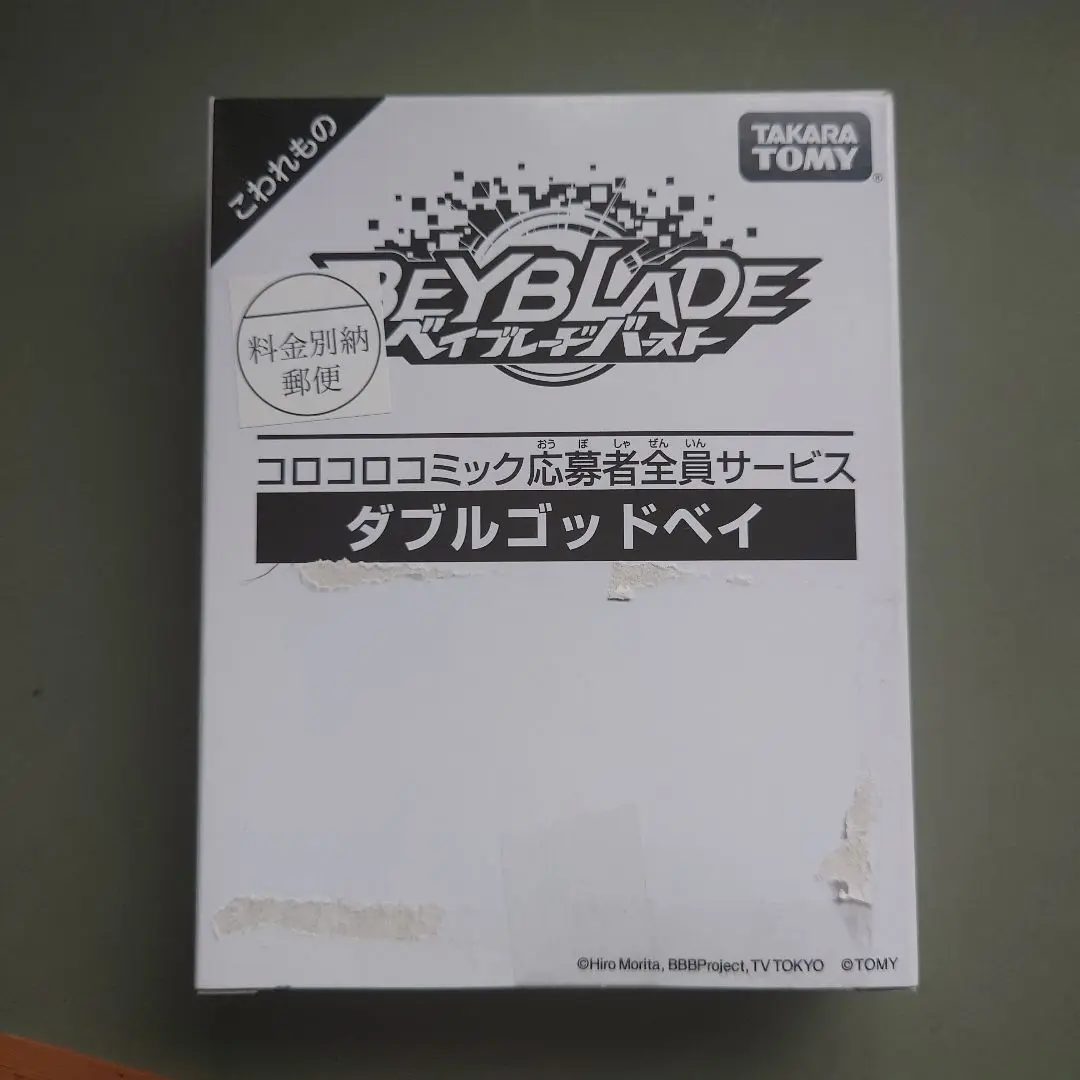 こわれもの
TAKARA
TOMY
®
BEYBLADE
ベイブレードバースト
料金別納
郵便
おうぼしゃぜんいん
コロコロコミック応募者全員サービス
ダブルゴッドベイ
©Hiro Morita, BBBProject, TV TOKYO ©TOMY